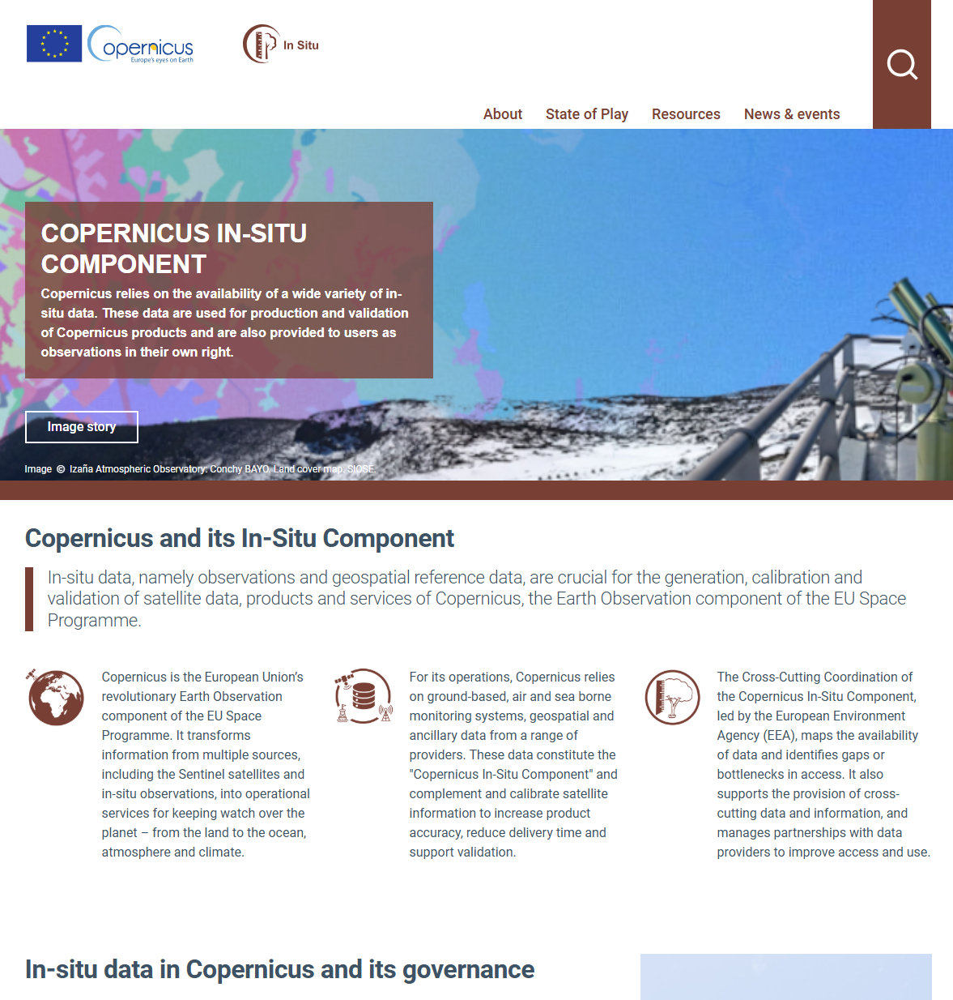 opernicus
Europe's eyes on Earth
In Situ
About State of Play Resources News & events
COPERNICUS IN-SITU
COMPONENT
Copernicus relies on the availability of a wide variety of in-
situ data. These data are used for production and validation
of Copernicus products and are also provided to users as
observations in their own right.
Image story
Image © Izaña Atmospheric Observatory: Conchy BAYO. Land cover map: SIOSE.
Copernicus and its In-Situ Component
In-situ data, namely observations and geospatial reference data, are crucial for the generation, calibration and
validation of satellite data, products and services of Copernicus, the Earth Observation component of the EU Space
Programme.
Copernicus is the European Union’s
revolutionary Earth Observation
component of the EU Space
Programme. It transforms
information from multiple sources,
including the Sentinel satellites and
in-situ observations, into operational
services for keeping watch over the
planet – from the land to the ocean,
atmosphere and climate.
For its operations, Copernicus relies
on ground-based, air and sea borne
monitoring systems, geospatial and
ancillary data from a range of
providers. These data constitute the
"Copernicus In-Situ Component" and
complement and calibrate satellite
information to increase product
accuracy, reduce delivery time and
support validation.
The Cross-Cutting Coordination of
the Copernicus In-Situ Component,
led by the European Environment
Agency (EEA), maps the availability
of data and identifies gaps or
bottlenecks in access. It also
supports the provision of cross-
cutting data and information, and
manages partnerships with data
providers to improve access and use.
In-situ data in Copernicus and its governance